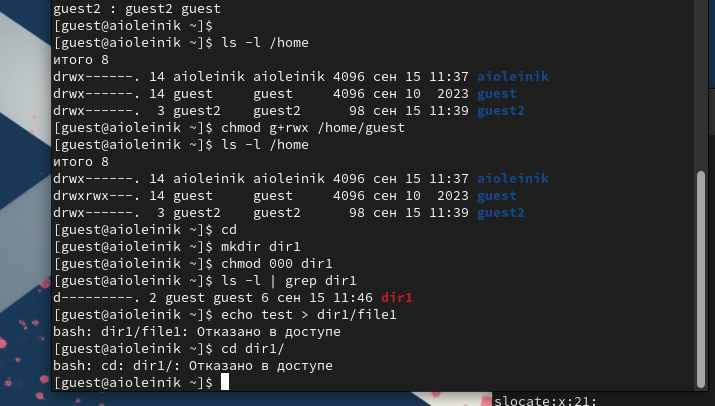 guest2 : guest2 guest
[guest@aioleinik ~]$
[guest@aioleinik ~]$ ls -l /home
итого 8
drwx------. 14 aioleinik aioleinik 4096 сен 15 11:37 aioleinik
drwx------. 14 guest     guest     4096 сен 10  2023 guest
drwx------.  3 guest2    guest2      98 сен 15 11:39 guest2
[guest@aioleinik ~]$ chmod g+rwx /home/guest
[guest@aioleinik ~]$ ls -l /home
итого 8
drwx------. 14 aioleinik aioleinik 4096 сен 15 11:37 aioleinik
drwxrwx---. 14 guest     guest     4096 сен 10  2023 guest
drwx------.  3 guest2    guest2      98 сен 15 11:39 guest2
[guest@aioleinik ~]$ cd
[guest@aioleinik ~]$ mkdir dir1
[guest@aioleinik ~]$ chmod 000 dir1
[guest@aioleinik ~]$ ls -l | grep dir1
d---------. 2 guest guest 6 сен 15 11:46 dir1
[guest@aioleinik ~]$ echo test > dir1/file1
bash: dir1/file1: Отказано в доступе
[guest@aioleinik ~]$ cd dir1/
bash: cd: dir1/: Отказано в доступе
[guest@aioleinik ~]$
slocate:x:21: